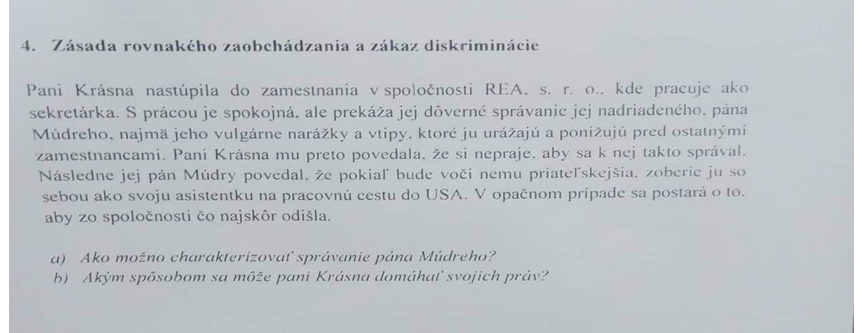 4. Zásada rovnakého zaobchádzania a zákaz diskriminácie
Pani Krásna nastúpila do zamestnania v spoločnosti REA, s. r. o., kde pracuje ako
sekretárka. S prácou je spokojná, ale prekáža jej dôverné správanie jej nadriadeného, pána
Múdreho, najmä jeho vulgárne narážky a vtipy, ktoré ju urážajú a ponižujú pred ostatnými
zamestnancami. Pani Krásna mu preto povedala, že si nepraje, aby sa k nej takto správal.
Následne jej pán Múdry povedal, že pokiaľ bude voči nemu priateľskejšia, zoberie ju so
sebou ako svoju asistentku na pracovnú cestu do USA. V opačnom prípade sa postará o to,
aby zo spoločnosti čo najskôr odišla.
a) Ako možno charakterizovať správanie pána Múdreho?
b) Akým spôsobom sa môže pani Krásna domáhať svojich práv?